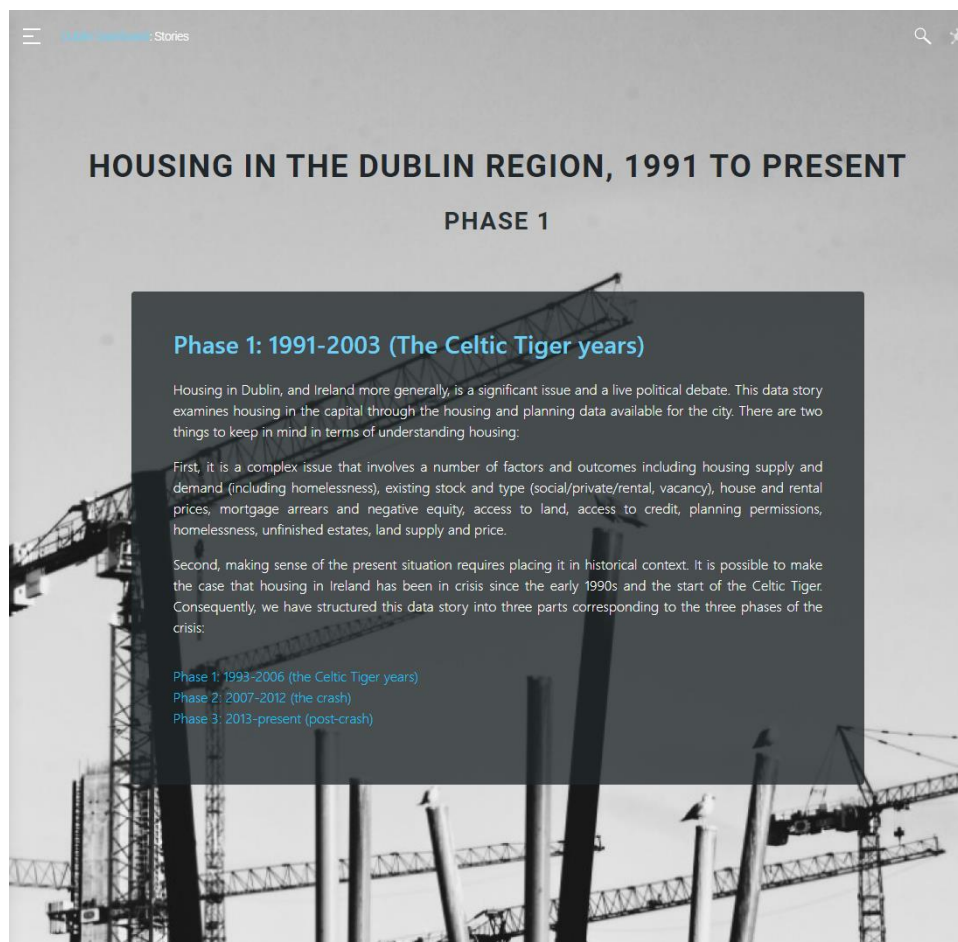 : Stories
HOUSING IN THE DUBLIN REGION, 1991 TO PRESENT
PHASE 1
Phase 1: 1991-2003 (The Celtic Tiger years)
Housing in Dublin, and Ireland more generally, is a significant issue and a live political debate. This data story
examines housing in the capital through the housing and planning data available for the city. There are two
things to keep in mind in terms of understanding housing:
First, it is a complex issue that involves a number of factors and outcomes including housing supply and
demand (including homelessness), existing stock and type (social/private/rental, vacancy), house and rental
prices, mortgage arrears and negative equity, access to land, access to credit, planning permissions,
homelessness, unfinished estates, land supply and price.
Second, making sense of the present situation requires placing it in historical context. It is possible to make
the case that housing in Ireland has been in crisis since the early 1990s and the start of the Celtic Tiger.
Consequently, we have structured this data story into three parts corresponding to the three phases of the
crisis:
Phase 1: 1993-2006 (the Celtic Tiger years)
Phase 2: 2007-2012 (the crash)
Phase 3: 2013-present (post-crash)